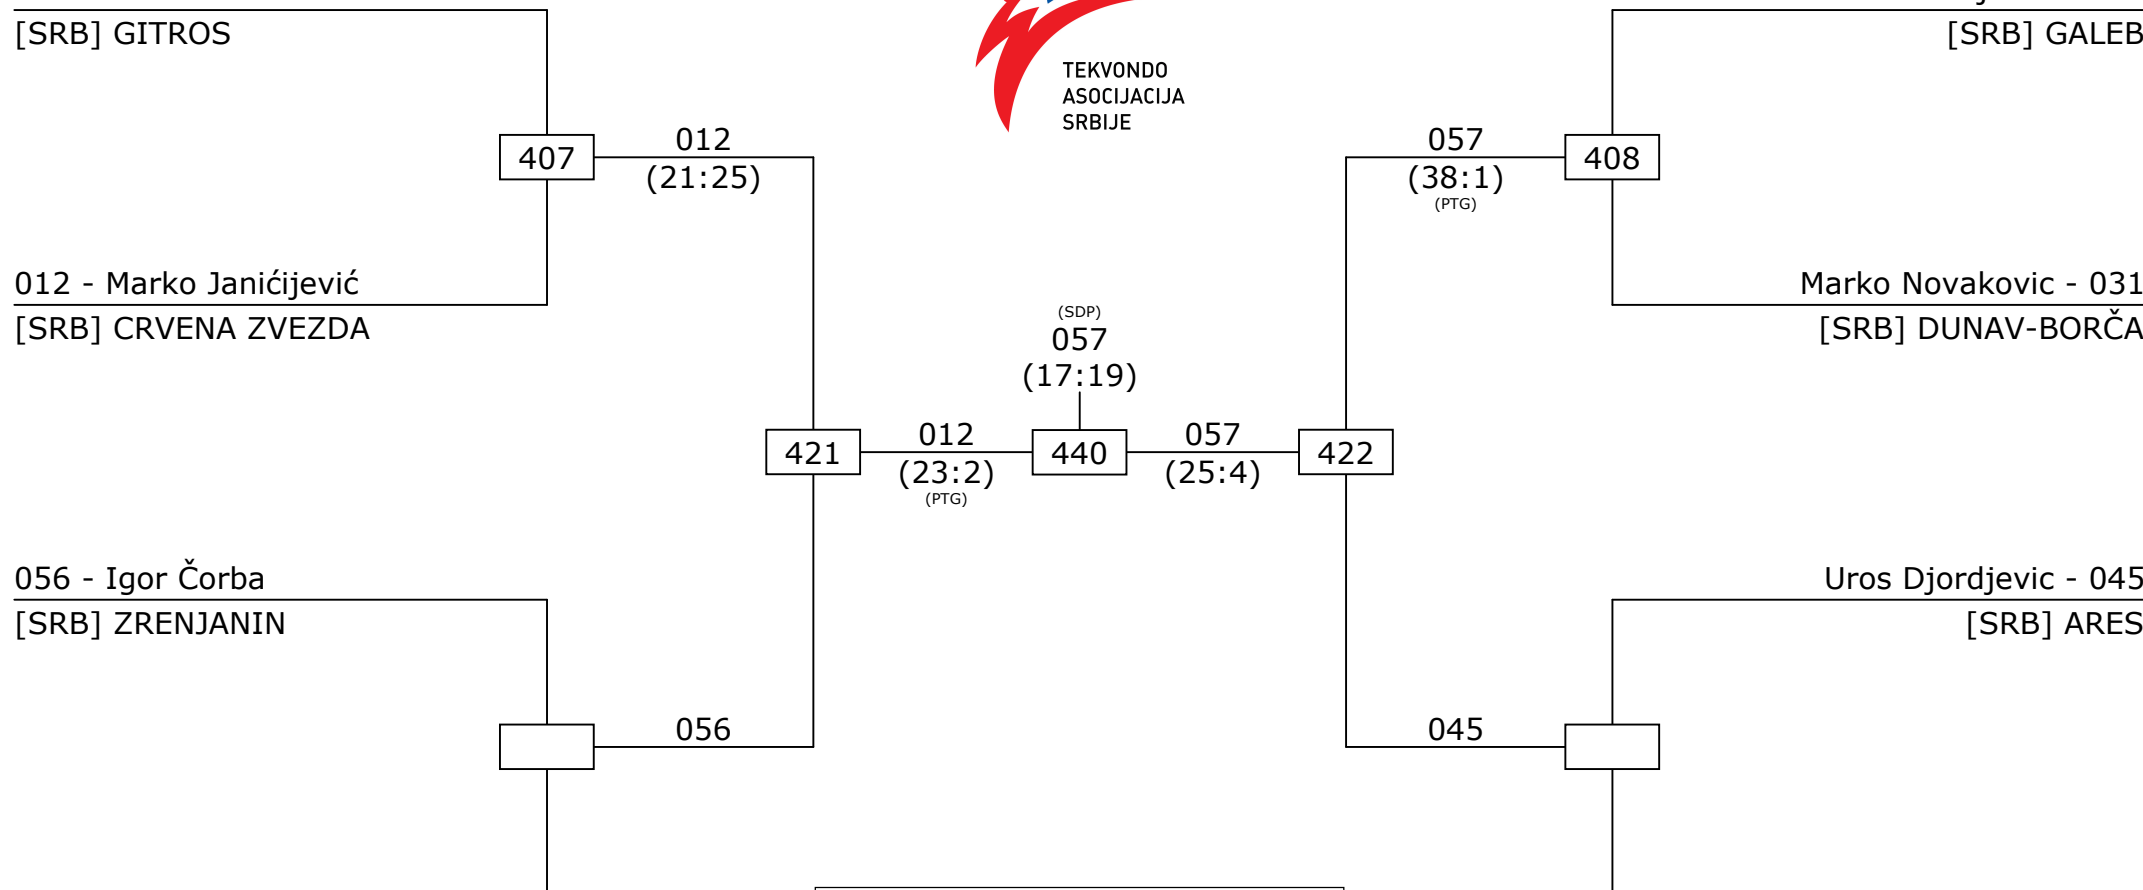 [SRB] GITROS
[SRB] GALEB
TEKVONDO
ASOCIJACIJA
SRBIJE
407
012
(21:25)
057
(38:1)
(PTG)
408
012 - Marko Janićijević
[SRB] CRVENA ZVEZDA
Marko Novakovic - 031
[SRB] DUNAV-BORČA
(SDP)
057
(17:19)
421
012
(23:2)
(PTG)
440
057
(25:4)
422
056 - Igor Čorba
[SRB] ZRENJANIN
Uros Djordjevic - 045
[SRB] ARES
056
045